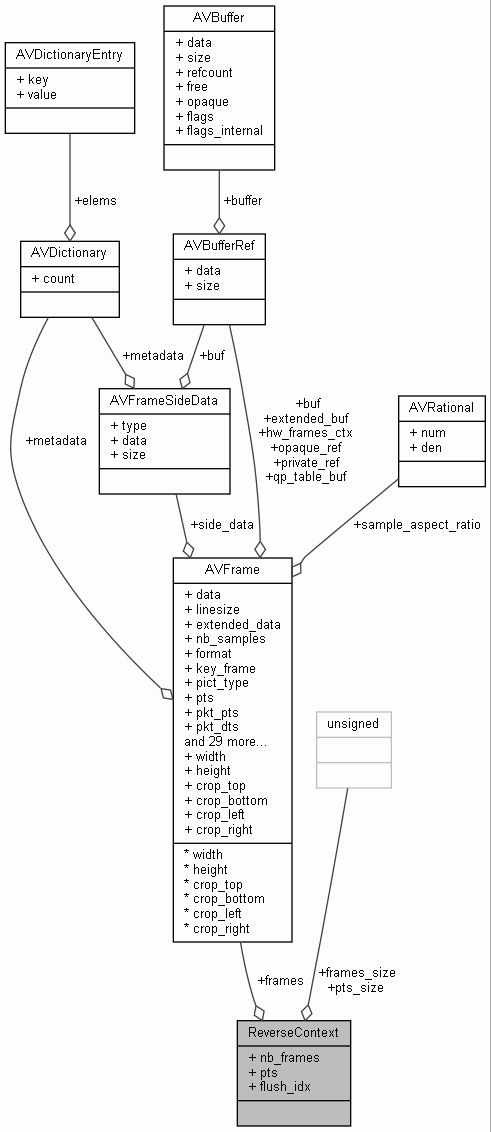 AVBuffer
+ data
+ size
+ refcount
+ free
+ opaque
+ flags
+ flags_internal
AVDictionaryEntry
+ key
+ value
+elems
+buffer
AVDictionary
+ count
AVBufferRef
+ data
+ size
+metadata
+buf
AVFrameSideData
+ type
+ data
+ size
+metadata
+buf
+extended_buf
+hw_frames_ctx
+opaque_ref
+private_ref
+qp_table_buf
AVRational
+ num
+ den
+side_data
+sample_aspect_ratio
AVFrame
+ data
+ linesize
+ extended_data
+ nb_samples
+ format
+ key_frame
+ pict_type
+ pts
+ pkt_pts
+ pkt_dts
and 29 more...
+ width
+ height
+ crop_top
+ crop_bottom
+ crop_left
+ crop_right
* width
* height
* crop_top
* crop_bottom
* crop_left
* crop_right
unsigned
+frames
+frames_size
+pts_size
ReverseContext
+ nb_frames
+ pts
+ flush_idx